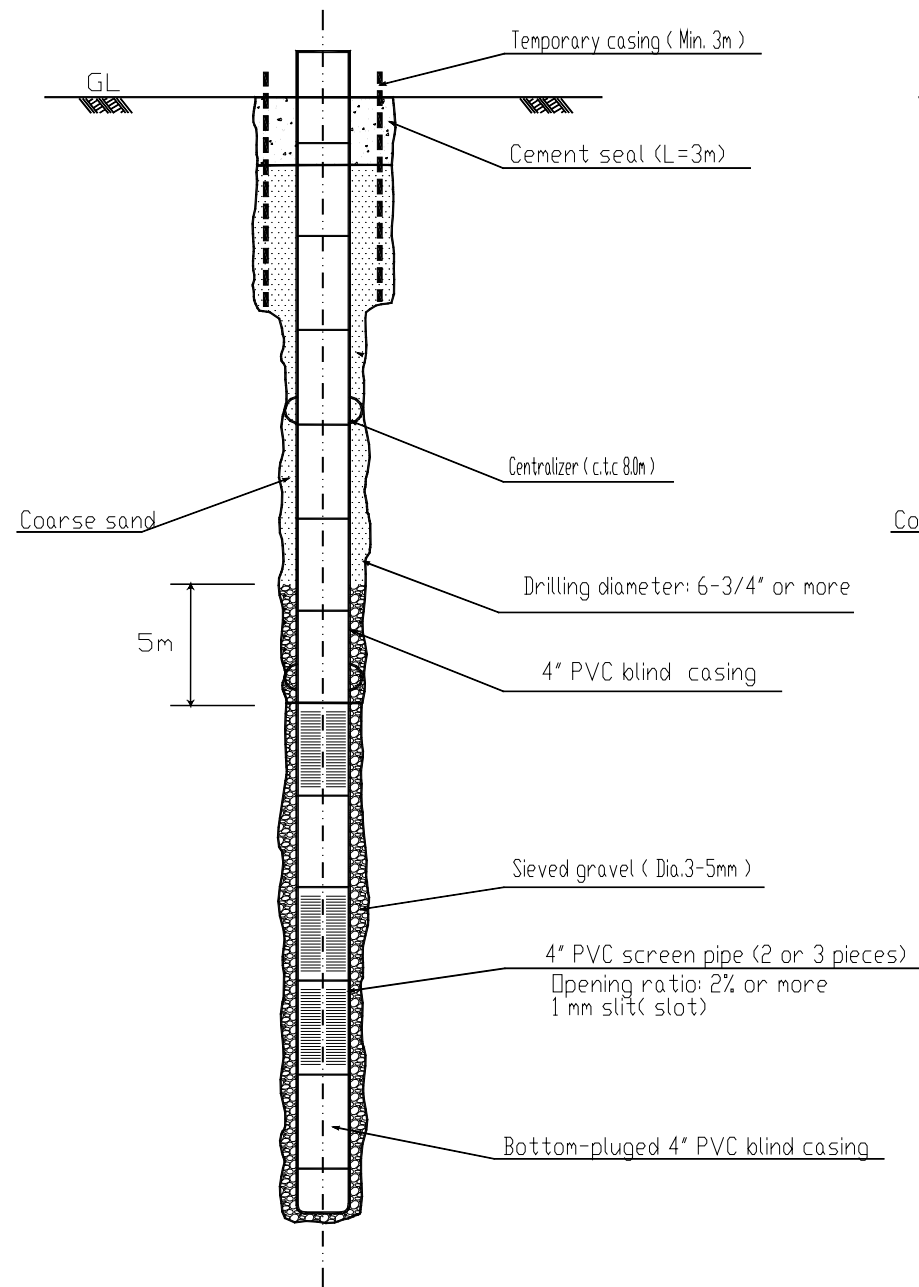 Temporary casing ( Min. 3m )
GL
Cement seal (L=3m)
Centralizer ( c.t.c 8.0m )
Coarse sand
Co
Drilling diameter: 6-3/4" or more
5m
4" PVC blind casing
Sieved gravel ( Dia.3-5mm )
4" PVC screen pipe (2 or 3 pieces)
Opening ratio: 2% or more
1 mm slit( slot)
Bottom-pluged 4" PVC blind casing